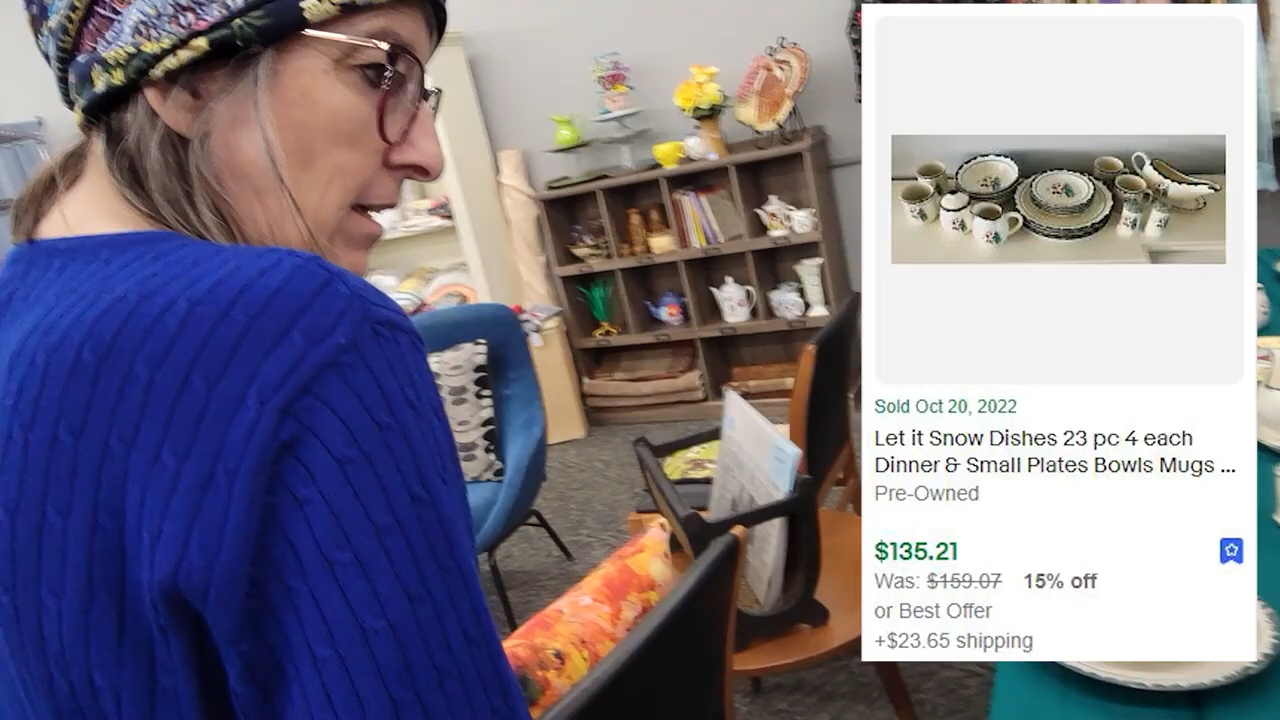 Sold Oct 20, 2022
Let it Snow Dishes 23 pc 4 each
Dinner & Small Plates Bowls Mugs ...
Pre-Owned
$135.21
Was: $159.07 15% off
or Best Offer
+$23.65 shipping